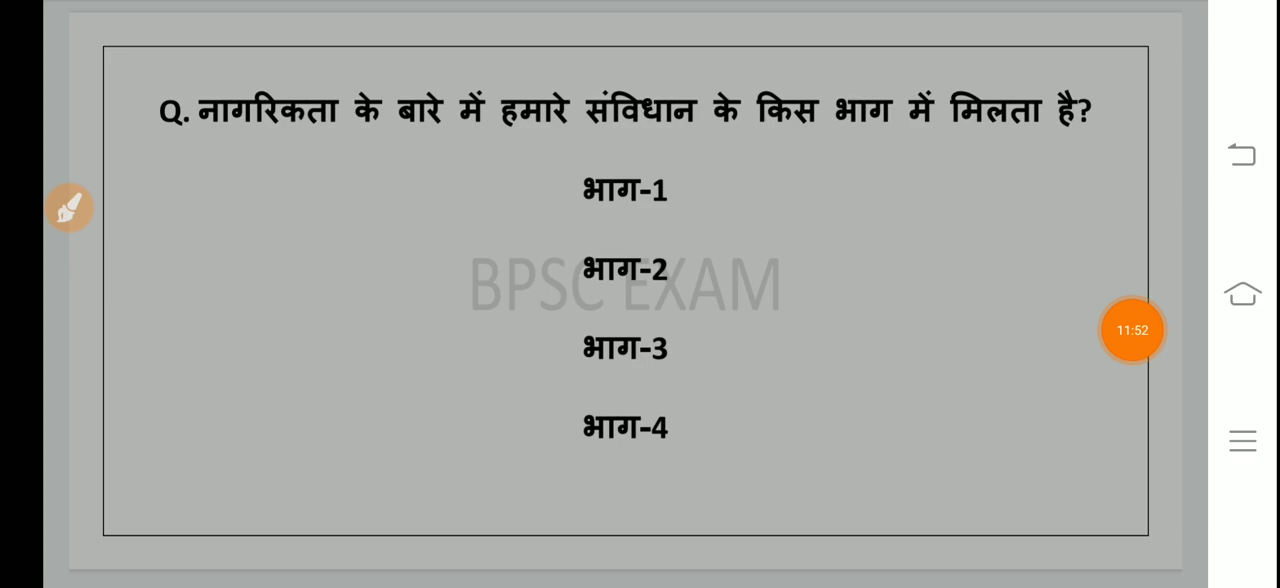 Q. नागरिकता के बारे में हमारे संविधान के किस भाग में मिलता है?
भाग-1
भाग-2
BPSC EXAM
भाग-3
11:52
भाग-4